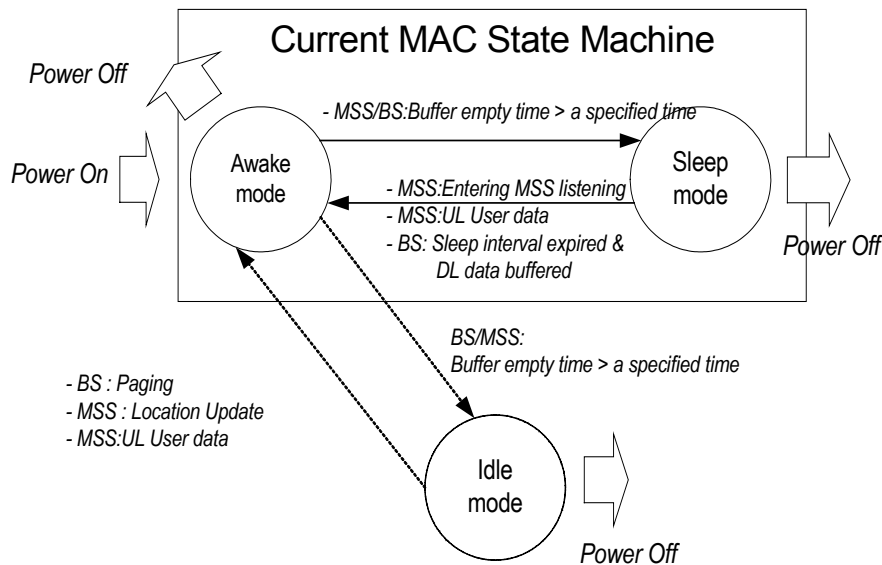 Current MAC State Machine
Power Off
- MSS/BS:Buffer empty time > a specified time
Awake
mode
Sleep
mode
Power On
- MSS:Entering MSS listening
- MSS:UL User data
- BS: Sleep interval expired &
DL data buffered
Power Off
BS/MSS:
Buffer empty time > a specified time
- BS : Paging
- MSS : Location Update
- MSS:UL User data
Idle
mode
Power Off